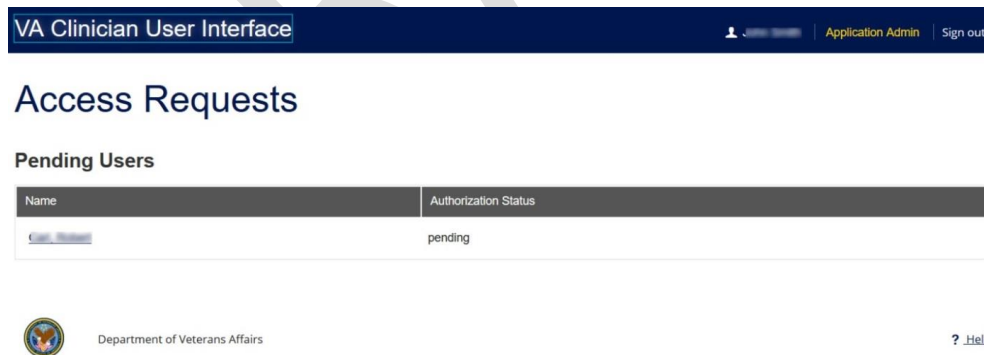 VA Clinician User Interface
Application Admin
Sign out
Access Requests
Pending Users
Name Authorization Status
pending
Department of Veterans Affairs ? Hel